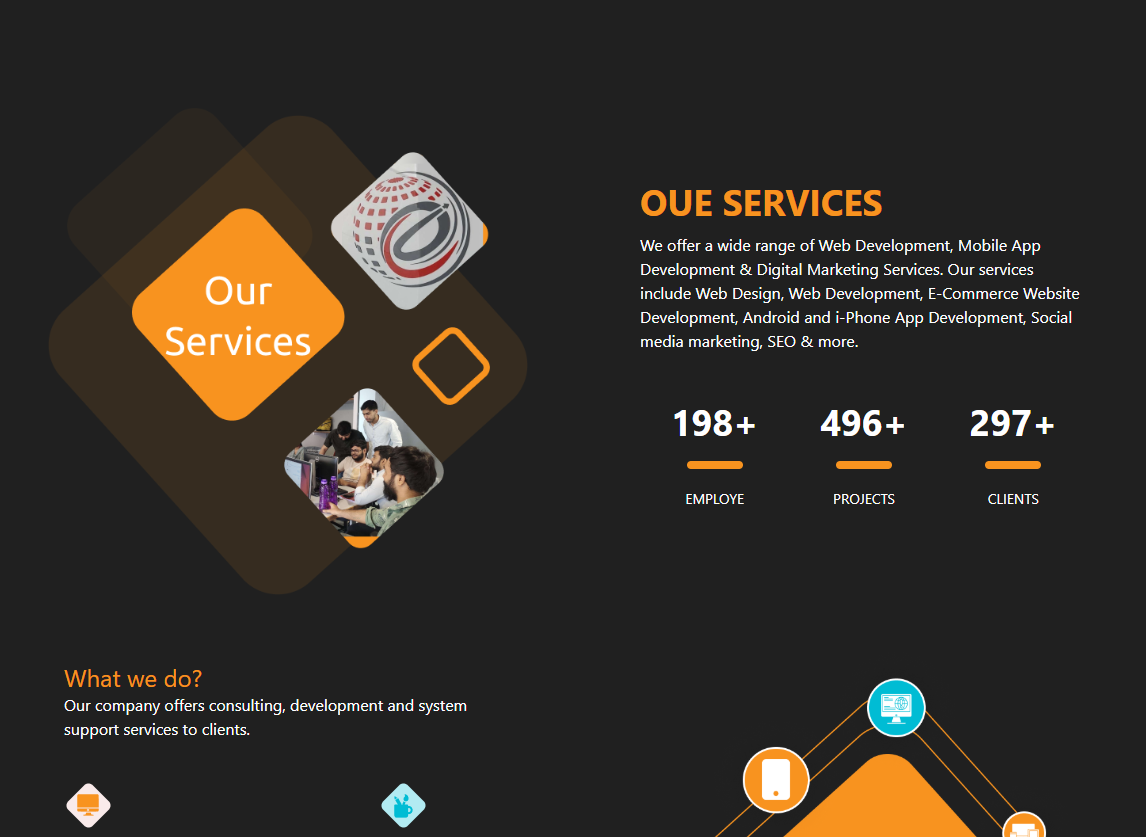 Our
Services
OUE SERVICES
We offer a wide range of Web Development, Mobile App
Development & Digital Marketing Services. Our services
include Web Design, Web Development, E-Commerce Website
Development, Android and i-Phone App Development, Social
media marketing, SEO & more.
198+ 496+ 297+
EMPLOYE PROJECTS CLIENTS
What we do?
Our company offers consulting, development and system
support services to clients.